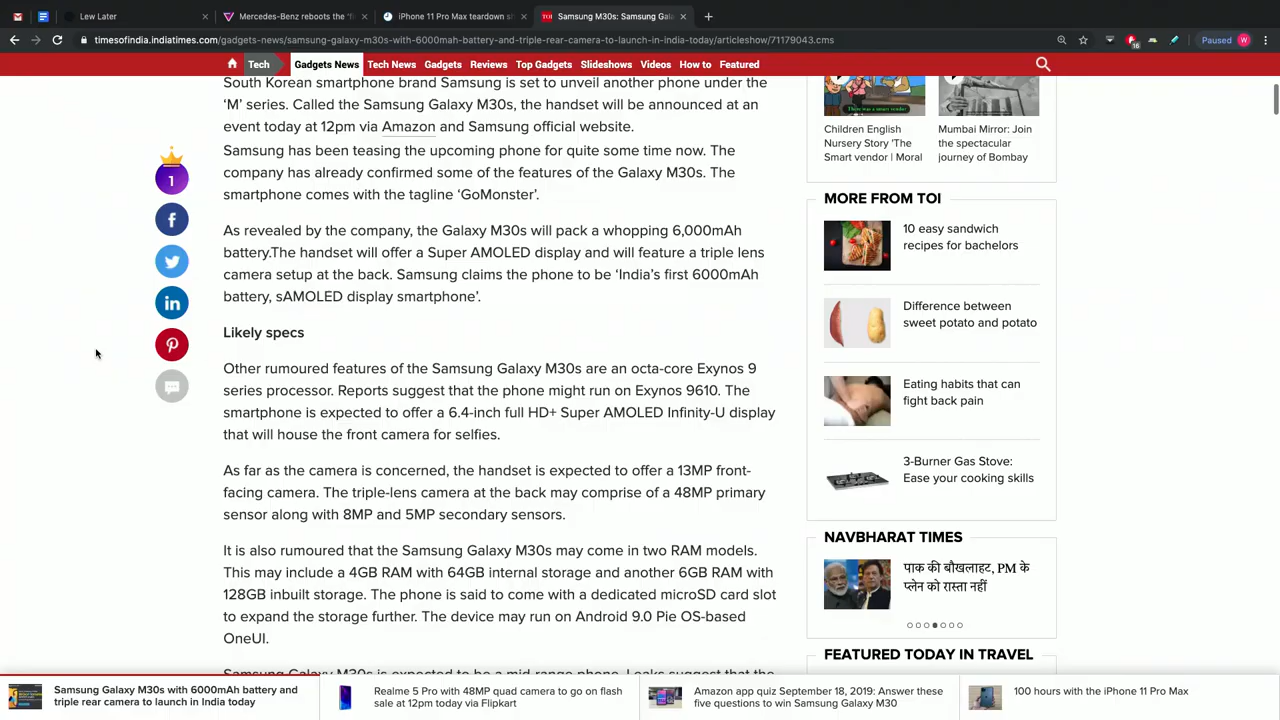 Lew Later
Mercedes-Benz reboots the 'f
iPhone 11 Pro Max teardown s
Samsung M30s: Samsung Gal
timesofindia.indiatimes.com/gadgets-news/samsung-galaxy-m30s-with-6000mah-battery-and-triple-rear-camera-to-launch-in-india-today/articleshow/71179043.cms
16
Paused
W
Tech
Gadgets News
Tech News
Gadgets
Reviews
Top Gadgets
Slideshows
Videos
How to
Featured
South Korean smartphone brand Samsung is set to unveil another phone under the
'M' series. Called the Samsung Galaxy M30s, the handset will be announced at an
event today at 12pm via Amazon and Samsung official website.
Samsung has been teasing the upcoming phone for quite some time now. The
company has already confirmed some of the features of the Galaxy M30s. The
smartphone comes with the tagline 'GoMonster'.
1
As revealed by the company, the Galaxy M30s will pack a whopping 6,000mAh
battery.The handset will offer a Super AMOLED display and will feature a triple lens
camera setup at the back. Samsung claims the phone to be 'India's first 6000mAh
battery, sAMOLED display smartphone'.
Likely specs
Other rumoured features of the Samsung Galaxy M30s are an octa-core Exynos 9
series processor. Reports suggest that the phone might run on Exynos 9610. The
smartphone is expected to offer a 6.4-inch full HD+ Super AMOLED Infinity-U display
that will house the front camera for selfies.
As far as the camera is concerned, the handset is expected to offer a 13MP front-
facing camera. The triple-lens camera at the back may comprise of a 48MP primary
sensor along with 8MP and 5MP secondary sensors.
It is also rumoured that the Samsung Galaxy M30s may come in two RAM models.
This may include a 4GB RAM with 64GB internal storage and another 6GB RAM with
128GB inbuilt storage. The phone is said to come with a dedicated microSD card slot
to expand the storage further. The device may run on Android 9.0 Pie OS-based
OneUI.
Samsung Galaxy M30s is expected to be a mid-range phone. Leaks suggest that the
There was a smart vendor
Children English
Nursery Story 'The
Smart vendor | Moral
Mumbai Mirror: Join
the spectacular
journey of Bombay
MORE FROM TOI
10 easy sandwich
recipes for bachelors
Difference between
sweet potato and potato
Eating habits that can
fight back pain
3-Burner Gas Stove:
Ease your cooking skills
NAVBHARAT TIMES
पाक की बौखलाहट, PM के
प्लेन को रास्ता नहीं
FEATURED TODAY IN TRAVEL
Samsung Galaxy M30s with 6000mAh battery and
triple rear camera to launch in India today
Realme 5 Pro with 48MP quad camera to go on flash
sale at 12pm today via Flipkart
Amazon app quiz September 18, 2019: Answer these
five questions to win Samsung Galaxy M30
100 hours with the iPhone 11 Pro Max